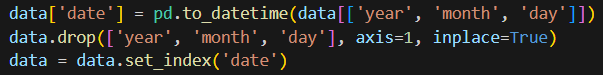 data['date'] = pd.to_datetime(data[['year', 'month', 'day']])
data.drop(['year', 'month', 'day'], axis=1, inplace=True)
data = data.set_index('date')